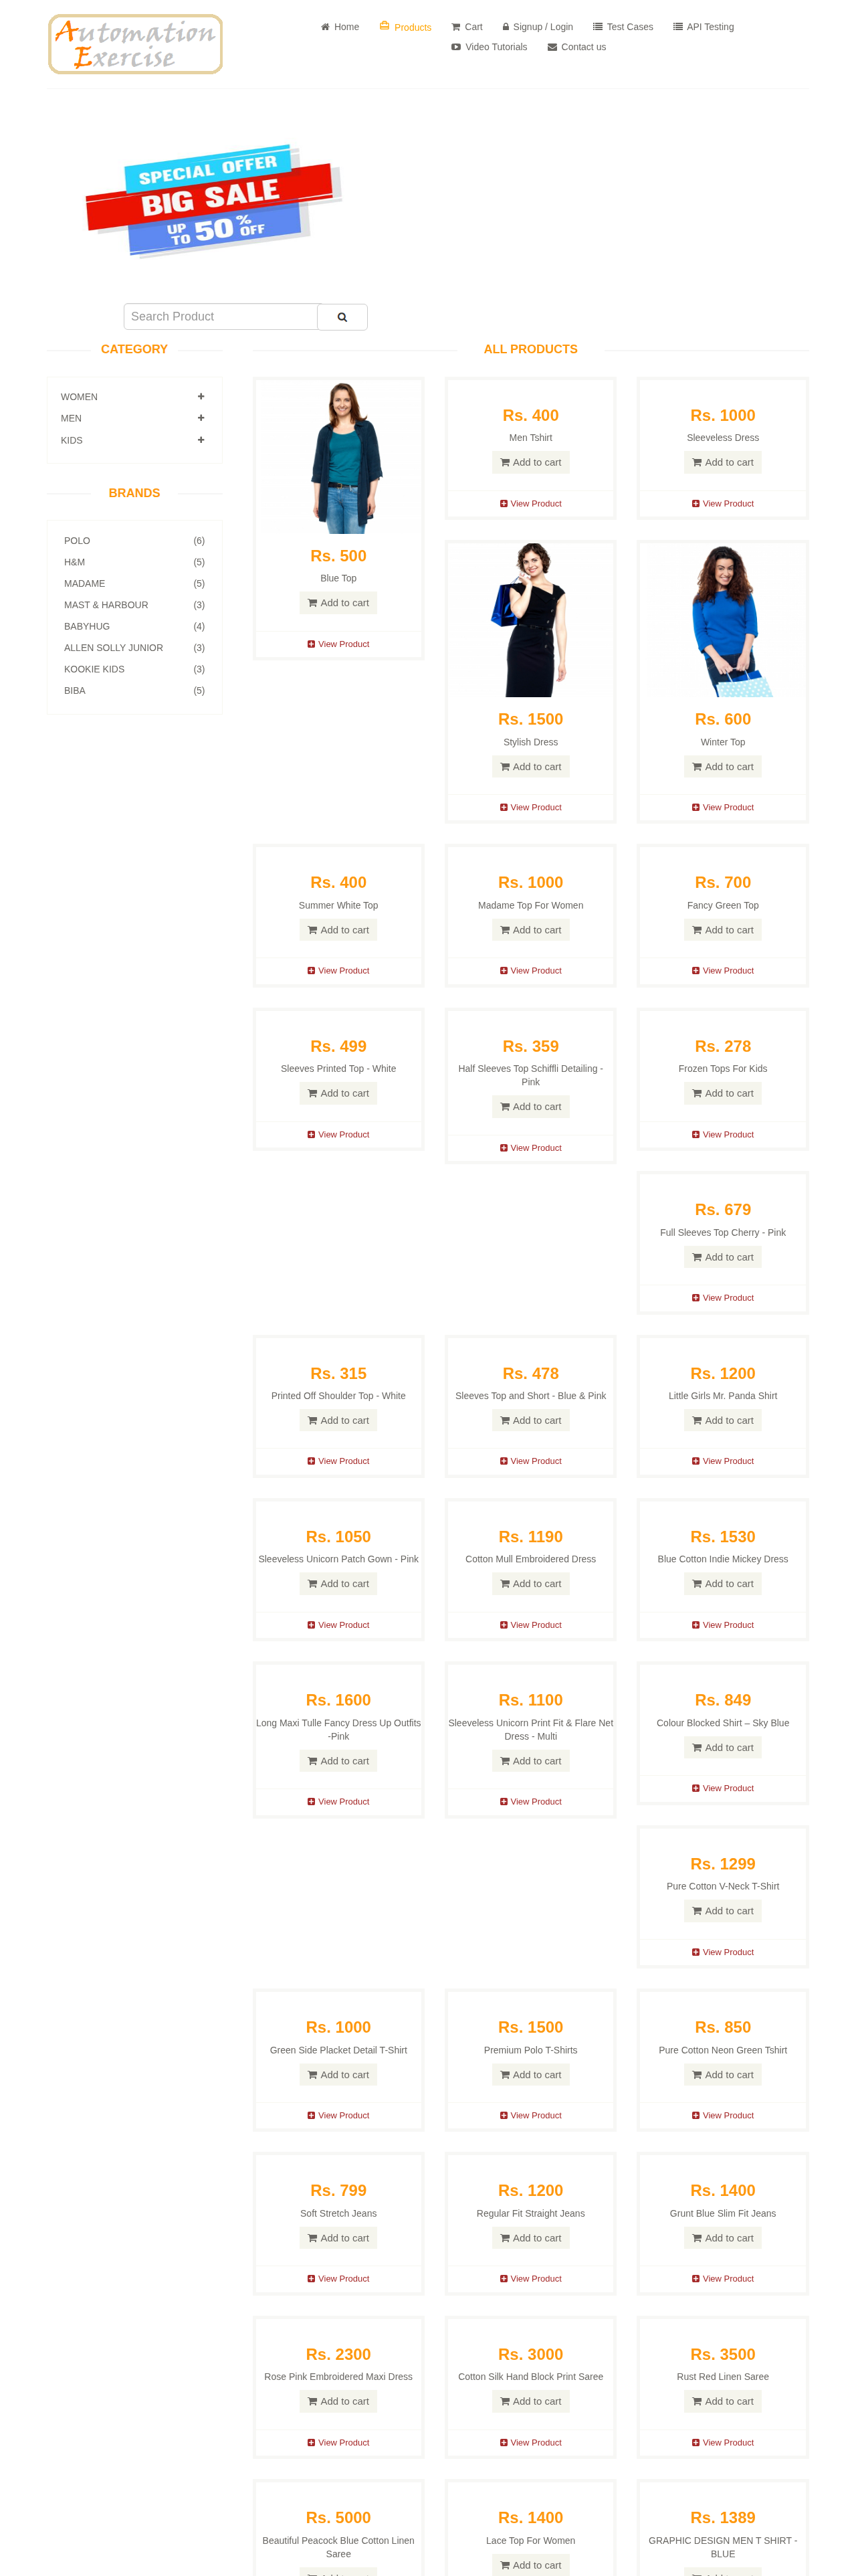 Automation
Exercise
Home
Products
Cart
Signup / Login
Test Cases
API Testing
Video Tutorials
Contact us
SPECIAL OFFER
BIG SALE
UP TO 50% OFF
Search Product
CATEGORY
WOMEN
MEN
KIDS
BRANDS
POLO (6)
H&M (5)
MADAME (5)
MAST & HARBOUR (3)
BABYHUG (4)
ALLEN SOLLY JUNIOR (3)
KOOKIE KIDS (3)
BIBA (5)
ALL PRODUCTS
Rs. 500
Blue Top
Add to cart
View Product
Rs. 400
Men Tshirt
Add to cart
View Product
Rs. 1000
Sleeveless Dress
Add to cart
View Product
Rs. 1500
Stylish Dress
Add to cart
View Product
Rs. 600
Winter Top
Add to cart
View Product
Rs. 400
Summer White Top
Add to cart
View Product
Rs. 1000
Madame Top For Women
Add to cart
View Product
Rs. 700
Fancy Green Top
Add to cart
View Product
Rs. 499
Sleeves Printed Top - White
Add to cart
View Product
Rs. 359
Half Sleeves Top Schiffli Detailing -
Pink
Add to cart
View Product
Rs. 278
Frozen Tops For Kids
Add to cart
View Product
Rs. 679
Full Sleeves Top Cherry - Pink
Add to cart
View Product
Rs. 315
Printed Off Shoulder Top - White
Add to cart
View Product
Rs. 478
Sleeves Top and Short - Blue & Pink
Add to cart
View Product
Rs. 1200
Little Girls Mr. Panda Shirt
Add to cart
View Product
Rs. 1050
Sleeveless Unicorn Patch Gown - Pink
Add to cart
View Product
Rs. 1190
Cotton Mull Embroidered Dress
Add to cart
View Product
Rs. 1530
Blue Cotton Indie Mickey Dress
Add to cart
View Product
Rs. 1600
Long Maxi Tulle Fancy Dress Up Outfits
-Pink
Add to cart
View Product
Rs. 1100
Sleeveless Unicorn Print Fit & Flare Net
Dress - Multi
Add to cart
View Product
Rs. 849
Colour Blocked Shirt – Sky Blue
Add to cart
View Product
Rs. 1299
Pure Cotton V-Neck T-Shirt
Add to cart
View Product
Rs. 1000
Green Side Placket Detail T-Shirt
Add to cart
View Product
Rs. 1500
Premium Polo T-Shirts
Add to cart
View Product
Rs. 850
Pure Cotton Neon Green Tshirt
Add to cart
View Product
Rs. 799
Soft Stretch Jeans
Add to cart
View Product
Rs. 1200
Regular Fit Straight Jeans
Add to cart
View Product
Rs. 1400
Grunt Blue Slim Fit Jeans
Add to cart
View Product
Rs. 2300
Rose Pink Embroidered Maxi Dress
Add to cart
View Product
Rs. 3000
Cotton Silk Hand Block Print Saree
Add to cart
View Product
Rs. 3500
Rust Red Linen Saree
Add to cart
View Product
Rs. 5000
Beautiful Peacock Blue Cotton Linen
Saree
Rs. 1400
Lace Top For Women
Add to cart
Rs. 1389
GRAPHIC DESIGN MEN T SHIRT -
BLUE